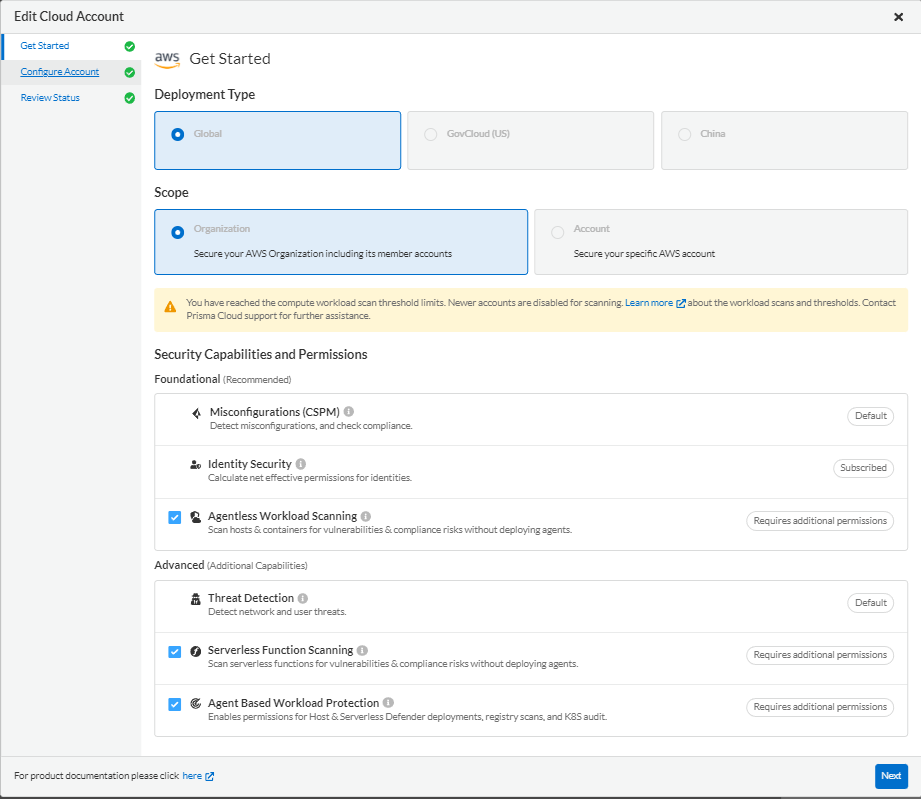 Edit Cloud Account
Get Started
Configure Account
Review Status
aws Get Started
Deployment Type
Global
GovCloud (US)
China
Scope
Organization
Secure your AWS Organization including its member accounts
Account
Secure your specific AWS account
You have reached the compute workload scan threshold limits. Newer accounts are disabled for scanning. Learn more about the workload scans and thresholds. Contact
Prisma Cloud support for further assistance.
Security Capabilities and Permissions
Foundational (Recommended)
Misconfigurations (CSPM)
Detect misconfigurations, and check compliance.
Default
Identity Security
Calculate net effective permissions for identities.
Subscribed
Agentless Workload Scanning
Scan hosts & containers for vulnerabilities & compliance risks without deploying agents.
Requires additional permissions
Advanced (Additional Capabilities)
Threat Detection
Detect network and user threats.
Default
Serverless Function Scanning
Scan serverless functions for vulnerabilities & compliance risks without deploying agents.
Requires additional permissions
Agent Based Workload Protection
Enables permissions for Host & Serverless Defender deployments, registry scans, and K8S audit.
Requires additional permissions
For product documentation please click here
Next